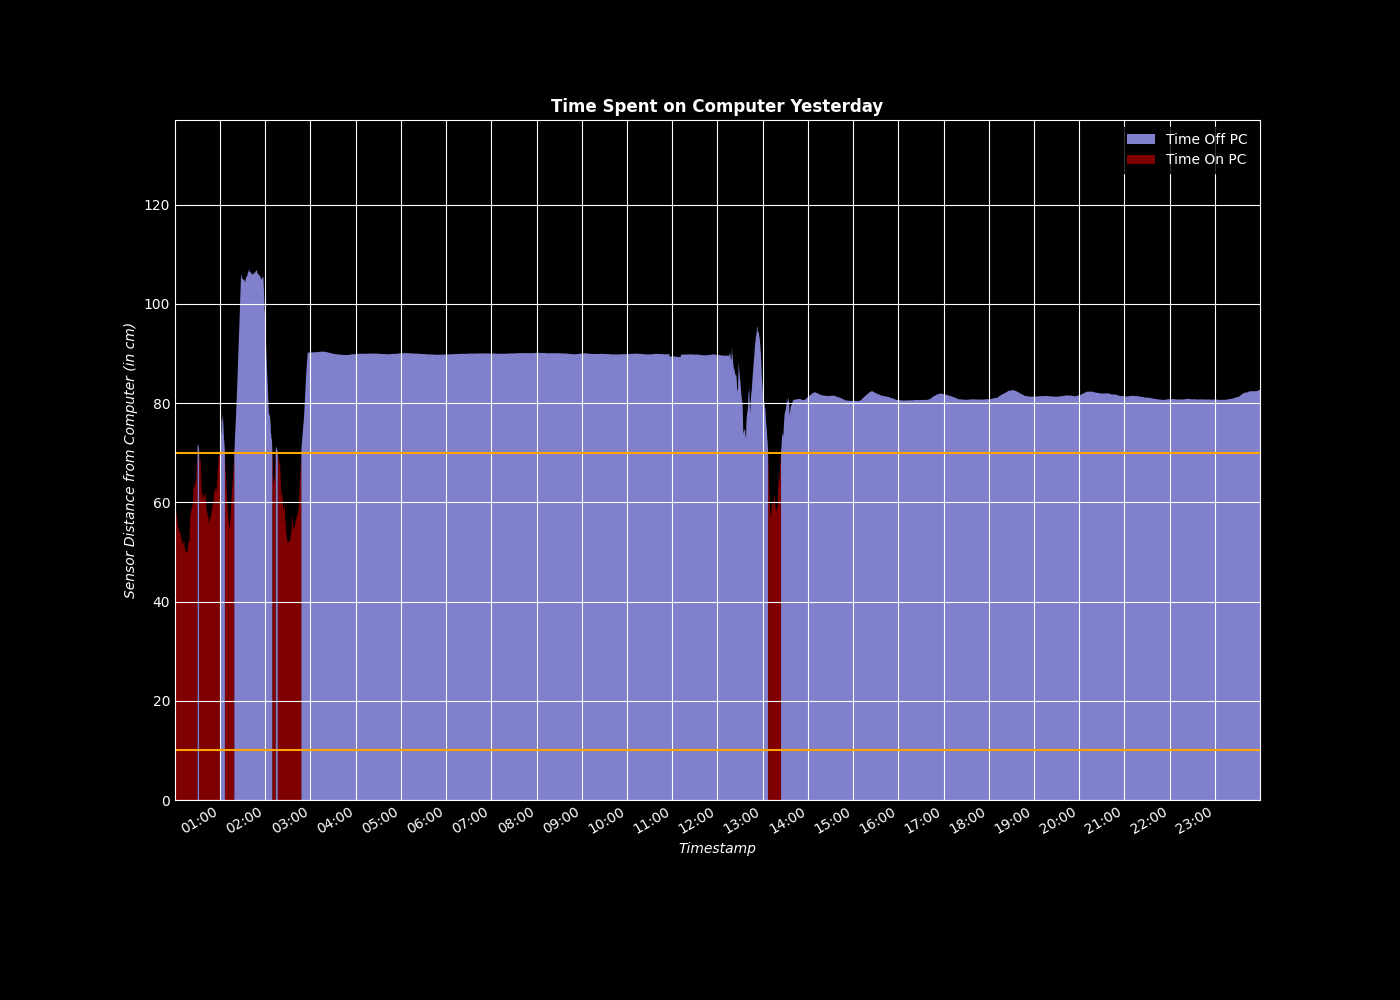 Time Spent on Computer Yesterday
Time Off PC
Time On PC
120
100
80
60
40
20
0
Sensor Distance from Computer (in cm)
01:00 02:00 03:00 04:00 05:00 06:00 07:00 08:00 09:00 10:00 11:00 12:00 13:00 14:00 15:00 16:00 17:00 18:00 19:00 20:00 21:00 22:00 23:00
Timestamp